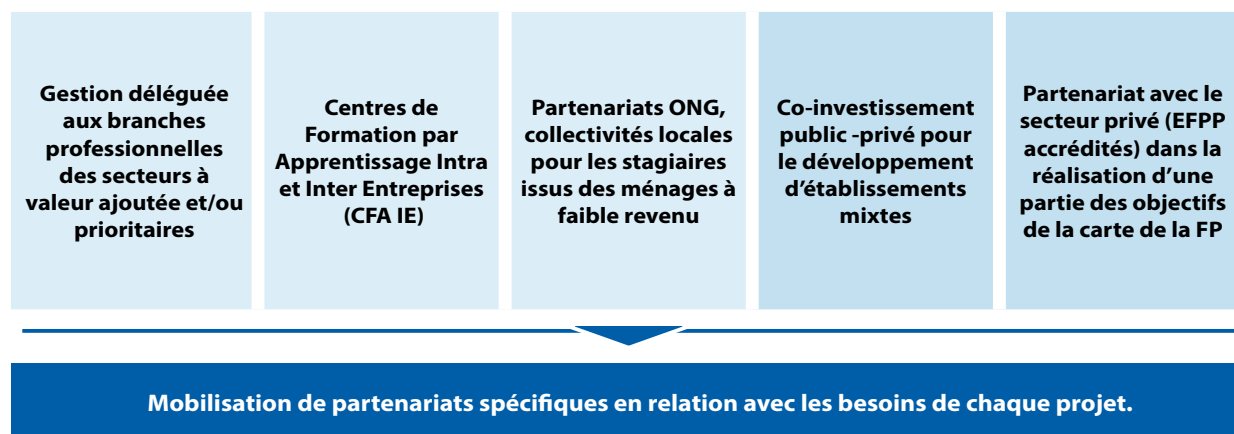 Gestion déléguée
aux branches
professionnelles
des secteurs à
valeur ajoutée et/ou
prioritaires
Centres de
Formation par
Apprentissage Intra
et Inter Entreprises
(CFA IE)
Partenariats ONG,
collectivités locales
pour les stagiaires
issus des ménages à
faible revenu
Co-investissement
public -privé pour
le développement
d’établissements
mixtes
Partenariat avec le
secteur privé (EFPP
accrédités) dans la
réalisation d’une
partie des objectifs
de la carte de la FP
Mobilisation de partenariats spécifiques en relation avec les besoins de chaque projet.